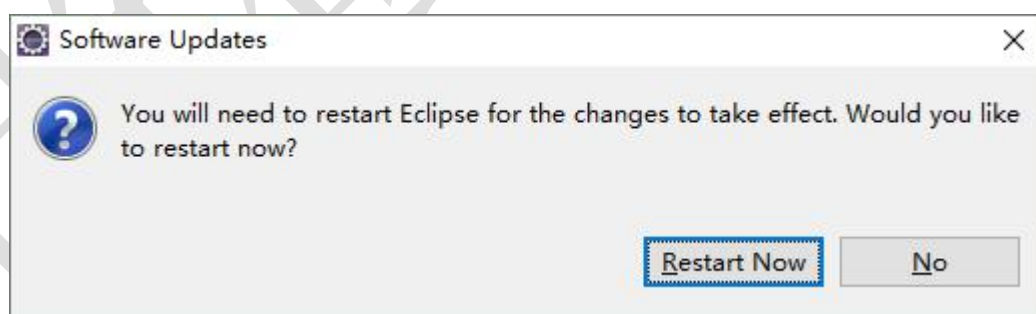 Software Updates
You will need to restart Eclipse for the changes to take effect. Would you like
to restart now?
Restart Now
No